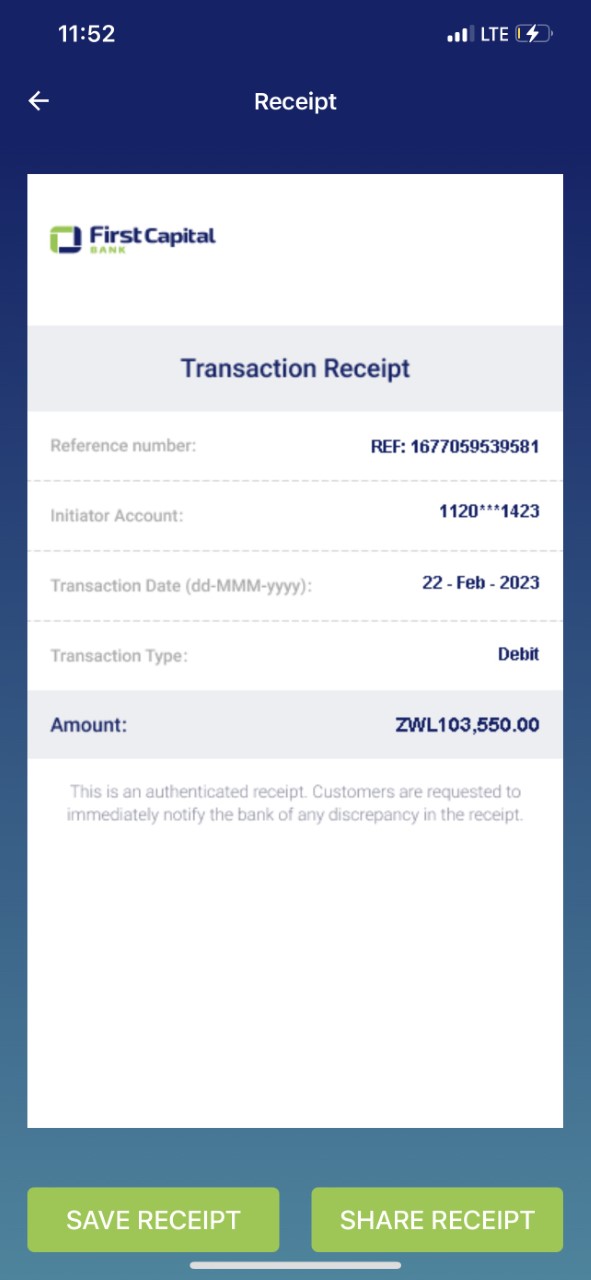 11:52
LTE
Receipt
First Capital
BANK
Transaction Receipt
Reference number: REF: 1677059539581
Initiator Account: 1120***1423
Transaction Date (dd-MMM-yyyy): 22 - Feb - 2023
Transaction Type: Debit
Amount: ZWL103,550.00
This is an authenticated receipt. Customers are requested to
immediately notify the bank of any discrepancy in the receipt.
SAVE RECEIPT SHARE RECEIPT